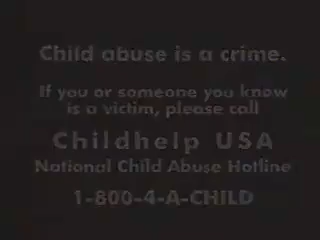 Child abuse is a crime.
If you or someone you know
is a victim, please call
Childhelp USA
National Child Abuse Hotline
1-800-4-A-CHILD